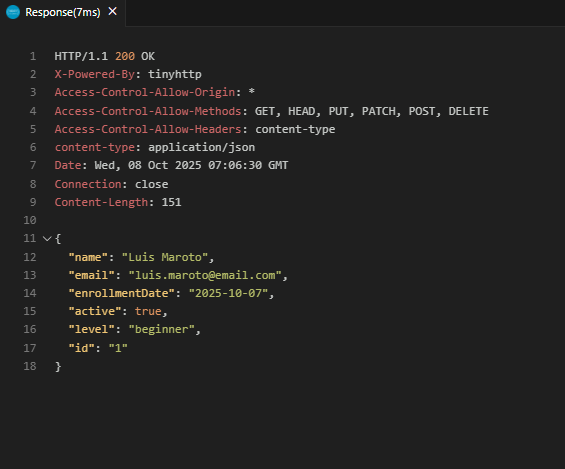 Response(7ms) ×
1 HTTP/1.1 200 OK
2 X-Powered-By: tinyhttp
3 Access-Control-Allow-Origin: *
4 Access-Control-Allow-Methods: GET, HEAD, PUT, PATCH, POST, DELETE
5 Access-Control-Allow-Headers: content-type
6 content-type: application/json
7 Date: Wed, 08 Oct 2025 07:06:30 GMT
8 Connection: close
9 Content-Length: 151
10
11 {
12 "name": "Luis Maroto",
13 "email": "luis.maroto@email.com",
14 "enrollmentDate": "2025-10-07",
15 "active": true,
16 "level": "beginner",
17 "id": "1"
18 }